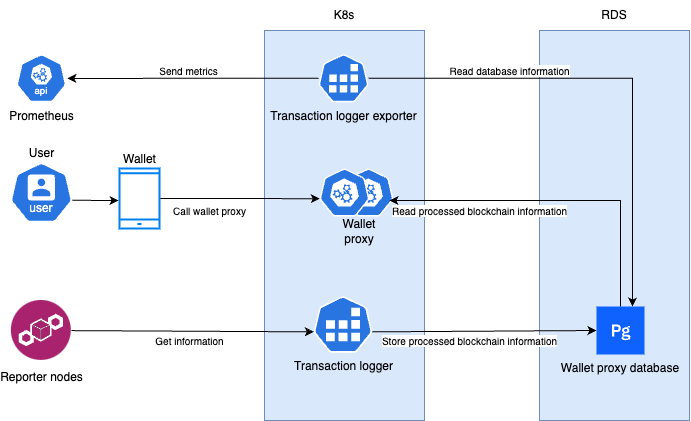 K8s
RDS
api
Send metrics
Read database information
Prometheus
Transaction logger exporter
User
Wallet
user
Call wallet proxy
Read processed blockchain information
Wallet
proxy
Pg
Get information
Store processed blockchain information
Transaction logger
Wallet proxy database
Reporter nodes